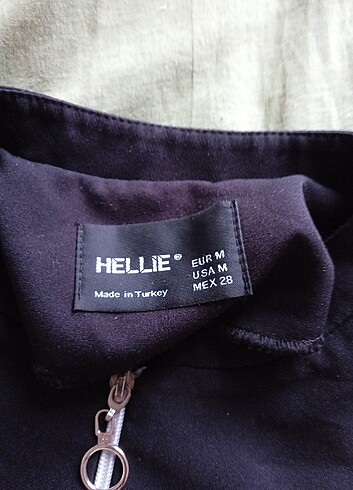 HELLIE®
EUR M
USA M
MEX 28
Made in Turkey